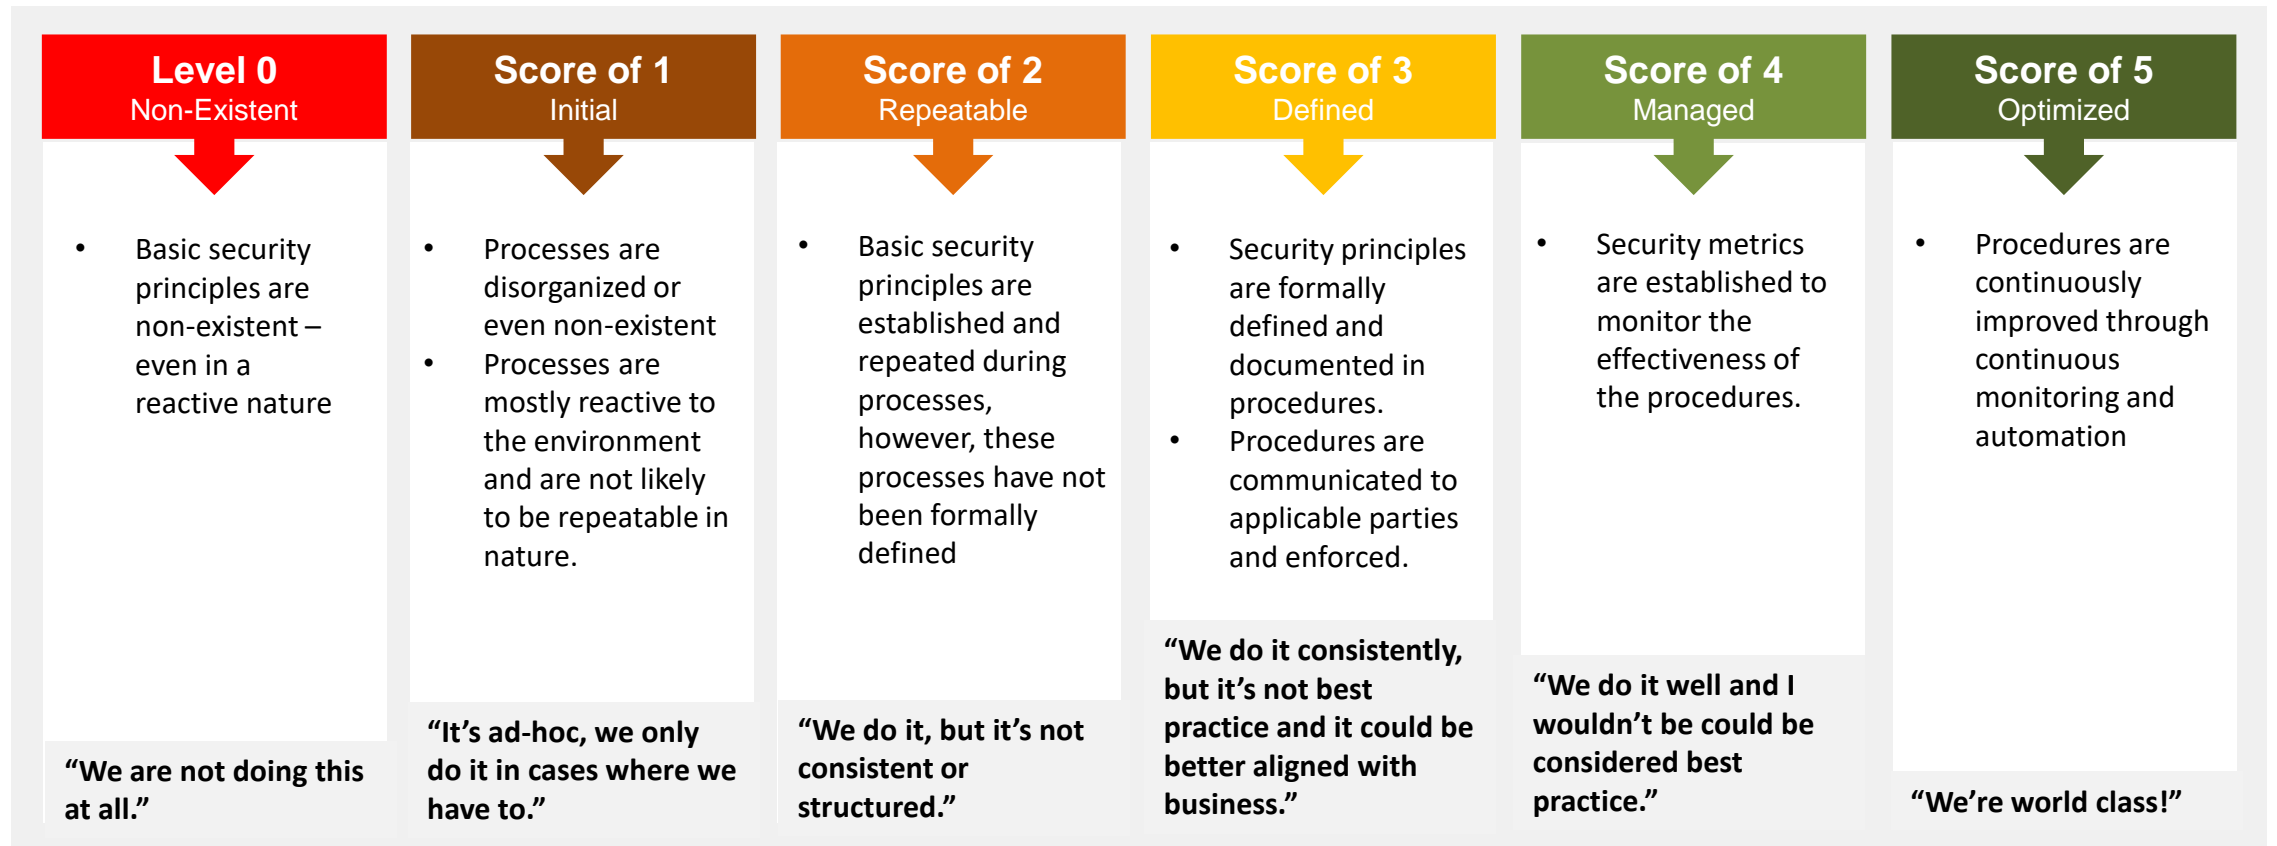 Level 0
Non-Existent
• Basic security
principles are
non-existent –
even in a
reactive nature
“We are not doing this
at all.”
Score of 1
Initial
• Processes are
disorganized or
even non-existent
• Processes are
mostly reactive to
the environment
and are not likely
to be repeatable in
nature.
“It’s ad-hoc, we only
do it in cases where we
have to.”
Score of 2
Repeatable
• Basic security
principles are
established and
repeated during
processes,
however, these
processes have not
been formally
defined
“We do it, but it’s not
consistent or
structured.”
Score of 3
Defined
• Security principles
are formally
defined and
documented in
procedures.
• Procedures are
communicated to
applicable parties
and enforced.
“We do it consistently,
but it’s not best
practice and it could be
better aligned with
business.”
Score of 4
Managed
• Security metrics
are established to
monitor the
effectiveness of
the procedures.
“We do it well and I
wouldn’t be could be
considered best
practice.”
Score of 5
Optimized
• Procedures are
continuously
improved through
continuous
monitoring and
automation
“We’re world class!”